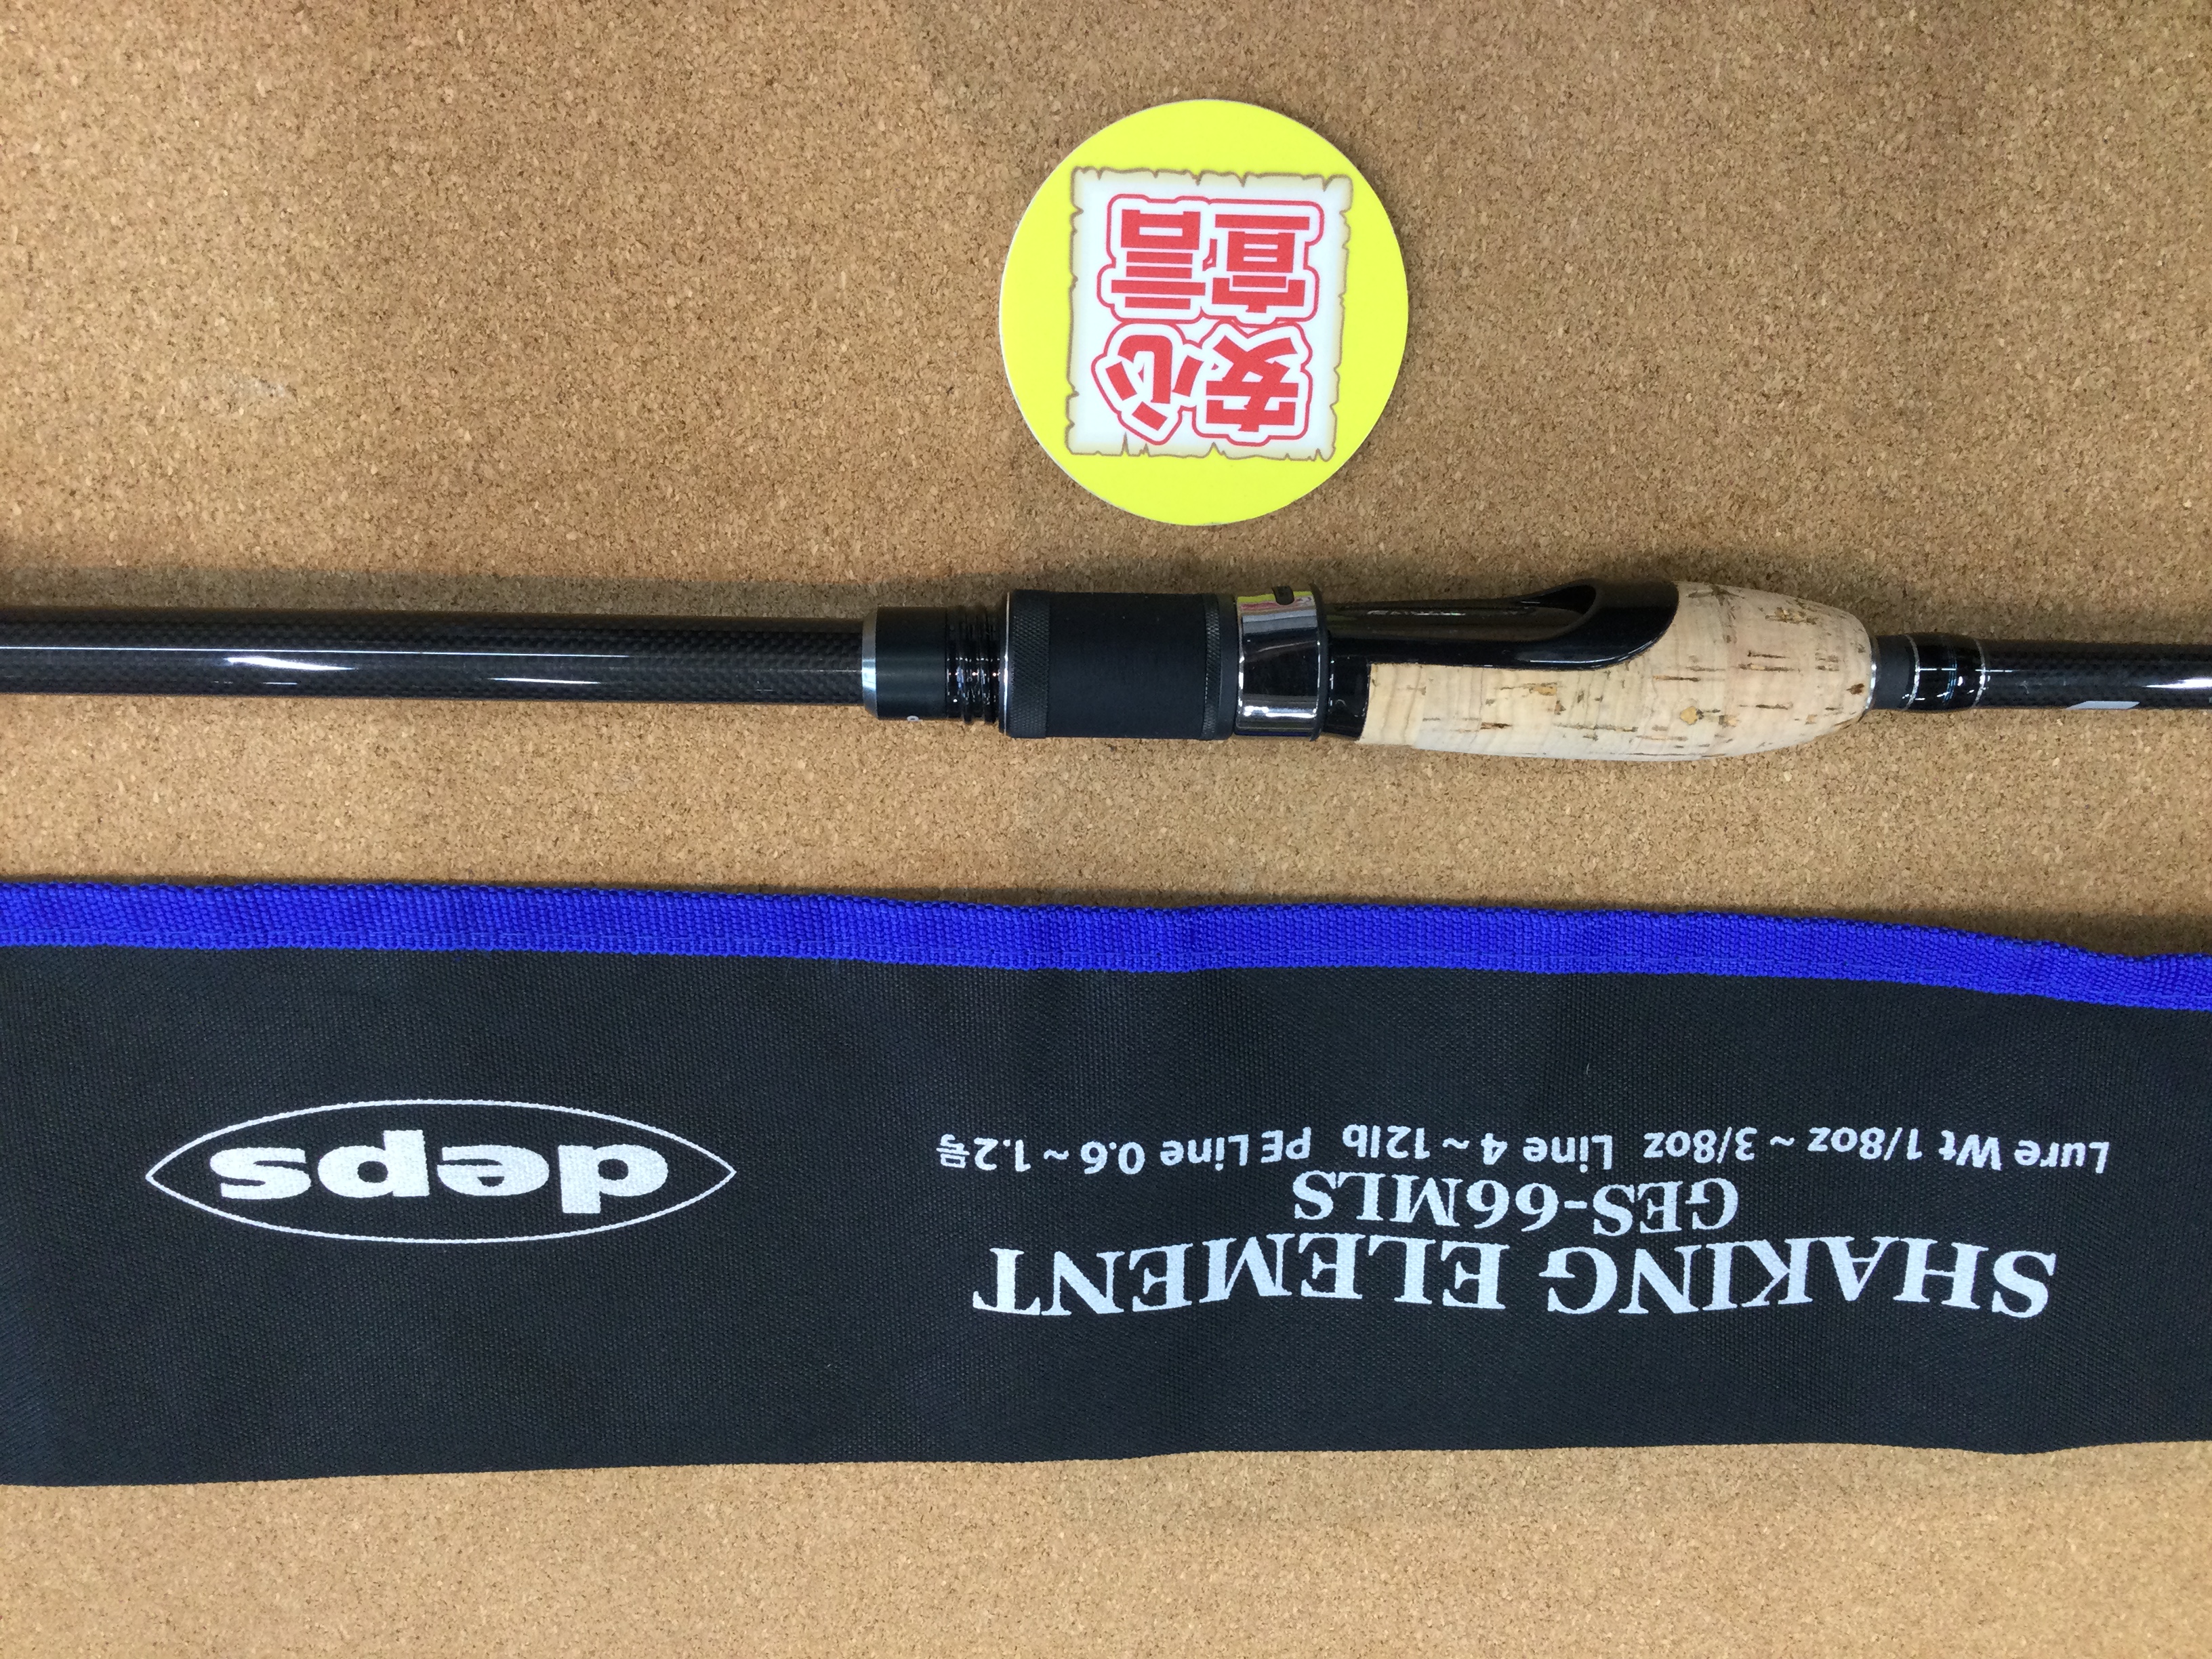 SHAKING ELEMENT
GES-66MLS
Lure Wt 1/8oz ~ 3/8oz Line 4 ~ 12lb PE Line 0.6 ~ 1.2号
deps
安心
宣言